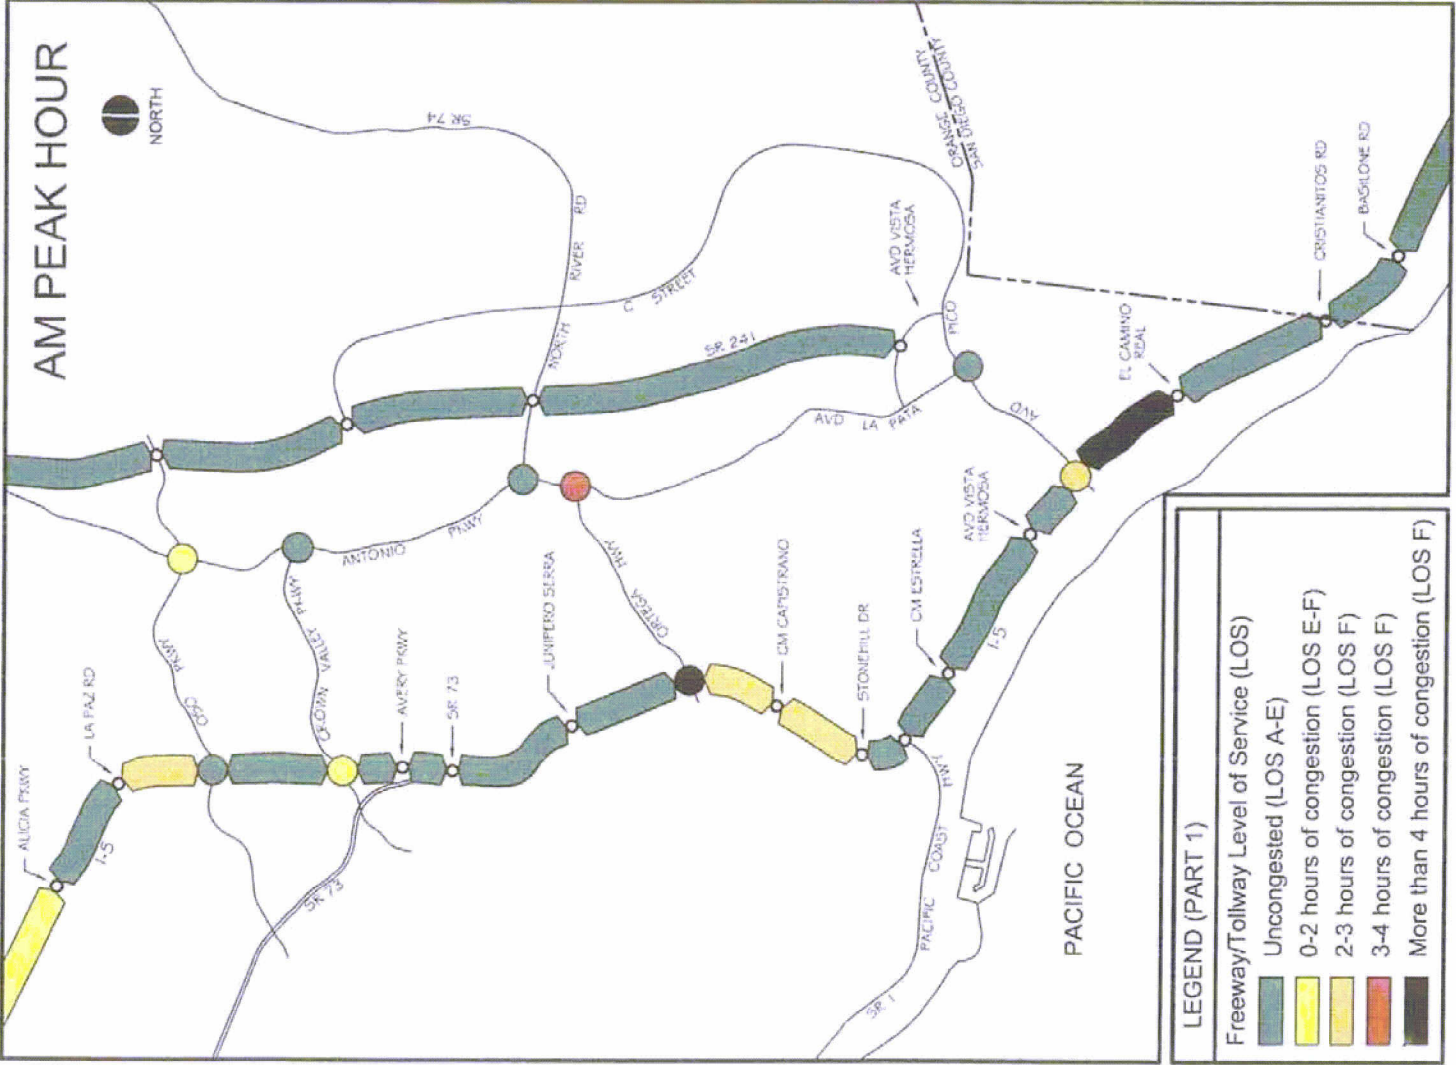 AM PEAK HOUR
NORTH
SR 74
ORANGE COUNTY
SAN DIEGO COUNTY
NORTH RIVER RD
C STREET
SR 241
AVD VISTA
HERMOSA
PICO
AVD
AVD LA PATA
CRISTIANITOS RD
BASILONE RD
EL CAMINO
REAL
AVD VISTA
HERMOSA
ANTONIO PKWY
OSO PKWY
CROWN VALLEY PKWY
ORTEGA HWY
ALICIA PKWY
LA PAZ RD
I-5
AVERY PKWY
SR 73
JUNIPERO SERRA
CM CAPISTRANO
STONEHILL DR
CM ESTRELLA
I-5
SR 73
PACIFIC COAST HWY
SR 1
PACIFIC OCEAN
LEGEND (PART 1)
Freeway/Tollway Level of Service (LOS)
Uncongested (LOS A-E)
0-2 hours of congestion (LOS E-F)
2-3 hours of congestion (LOS F)
3-4 hours of congestion (LOS F)
More than 4 hours of congestion (LOS F)